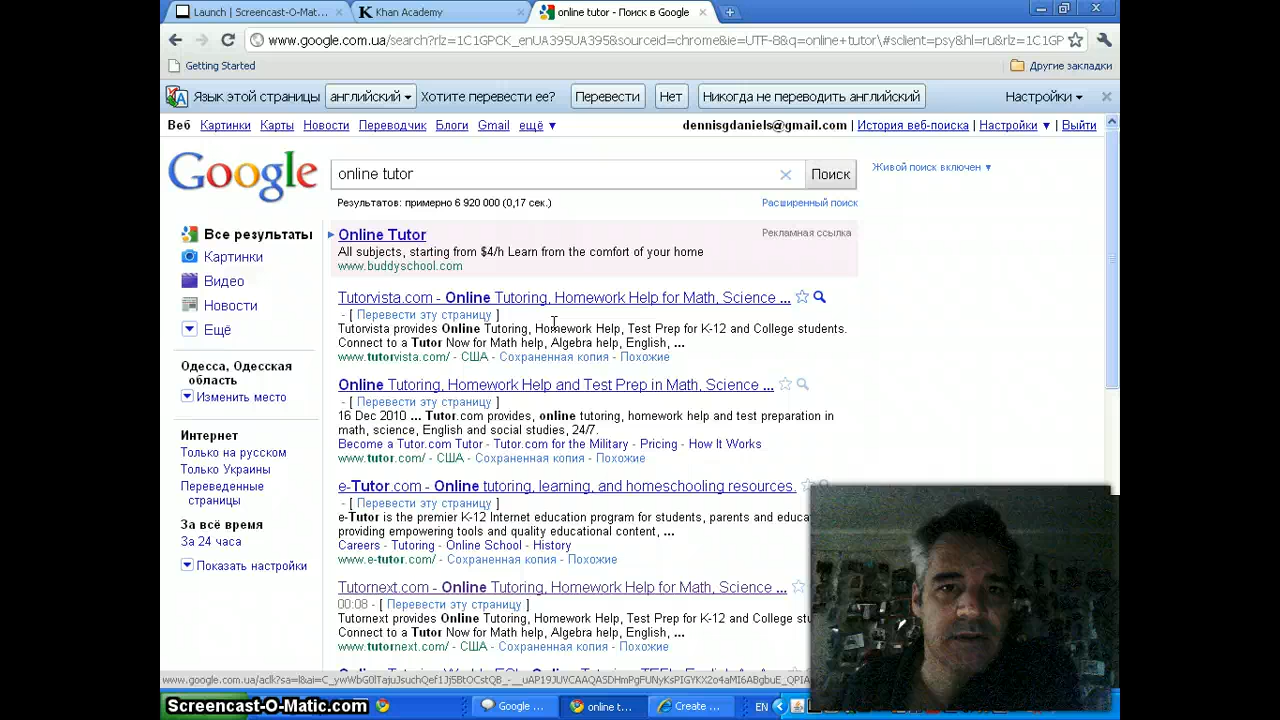 Launch | Screencast-O-Mat...
Khan Academy
online tutor - Поиск в Google
www.google.com.ua/search?rlz=1C1GPCK_enUA395UA395&sourceid=chrome&ie=UTF-8&q=online+tutor\#sclient=psy&hl=ru&rlz=1C1GP
Getting Started
Другие закладки
Язык этой страницы английский Хотите перевести ее? Перевести Нет Никогда не переводить английский Настройки
Веб Картинки Карты Новости Переводчик Блоги Gmail ещё
dennisgdaniels@gmail.com | История веб-поиска | Настройки | Выйти
Google
online tutor
Поиск
Живой поиск включен
Результатов: примерно 6 920 000 (0,17 сек.)
Расширенный поиск
Все результаты
Картинки
Видео
Новости
Ещё
Одесса, Одесская
область
Изменить место
Интернет
Только на русском
Только Украины
Переведенные
страницы
За всё время
За 24 часа
Показать настройки
Online Tutor
Рекламная ссылка
All subjects, starting from $4/h Learn from the comfort of your home
www.buddyschool.com
Tutorvista.com - Online Tutoring, Homework Help for Math, Science ...
- [ Перевести эту страницу ]
Tutorvista provides Online Tutoring, Homework Help, Test Prep for K-12 and College students.
Connect to a Tutor Now for Math help, Algebra help, English, ...
www.tutorvista.com/ - США - Сохраненная копия - Похожие
Online Tutoring, Homework Help and Test Prep in Math, Science ...
- [ Перевести эту страницу ]
16 Dec 2010 ... Tutor.com provides, online tutoring, homework help and test preparation in
math, science, English and social studies, 24/7.
Become a Tutor.com Tutor - Tutor.com for the Military - Pricing - How It Works
www.tutor.com/ - США - Сохраненная копия - Похожие
e-Tutor.com - Online tutoring, learning, and homeschooling resources.
- [ Перевести эту страницу ]
e-Tutor is the premier K-12 Internet education program for students, parents and educa
providing empowering tools and quality educational content, ...
Careers - Tutoring - Online School - History
www.e-tutor.com/ - Сохраненная копия - Похожие
Tutornext.com - Online Tutoring, Homework Help for Math, Science ...
00:08 - [ Перевести эту страницу ]
Tutornext provides Online Tutoring, Homework Help, Test Prep for K-12 and College stu
Connect to a Tutor Now for Math help, Algebra help, English, ...
www.tutornext.com/ - США - Сохраненная копия - Похожие
Screencast-O-Matic.com
Google ...
online t...
Create ...
EN